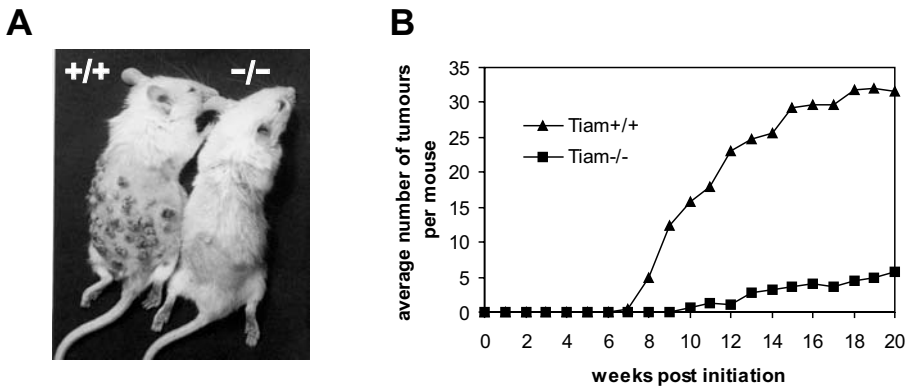 A
+/+ −/−
B
average number of tumours
per mouse
35
30
25
20
15
10
5
0
Tiam+/+
Tiam-/-
0 2 4 6 8 10 12 14 16 18 20
weeks post initiation